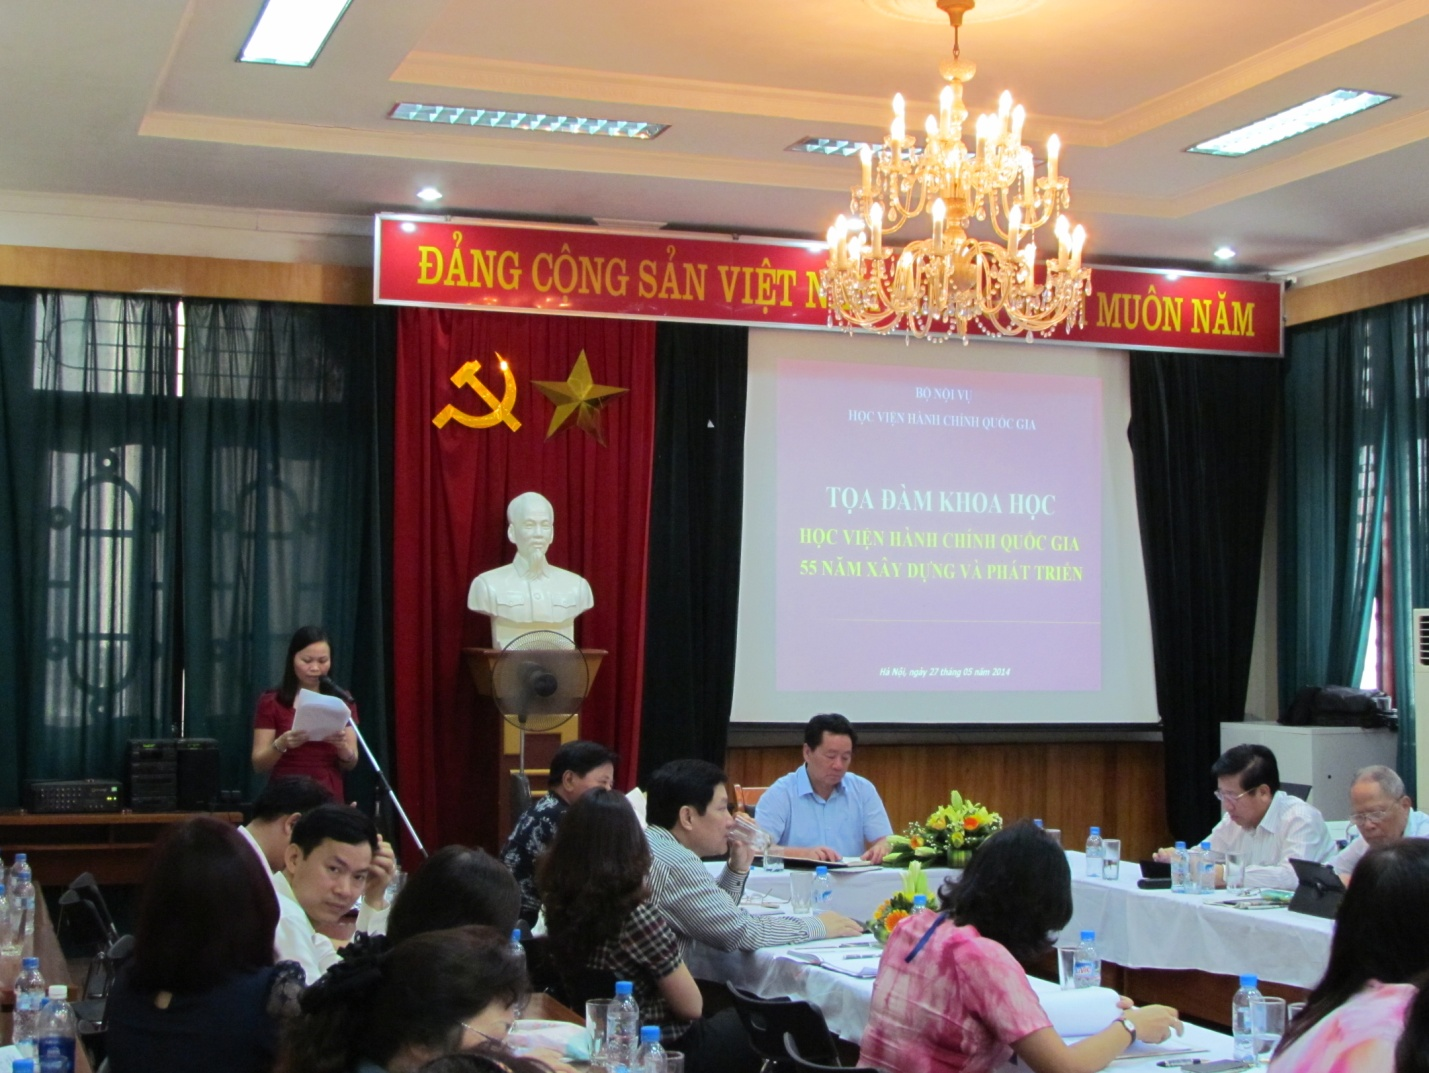 ĐẢNG CÔNG SẢN VIỆT N MUÔN NĂM
BỘ NỘI VỤ
HỌC VIỆN HÀNH CHÍNH QUỐC GIA
TỌA ĐÀM KHOA HỌC
HỌC VIỆN HÀNH CHÍNH QUỐC GIA
55 NĂM XÂY DỰNG VÀ PHÁT TRIỂN
Hà Nội, ngày 27 tháng 05 năm 2014